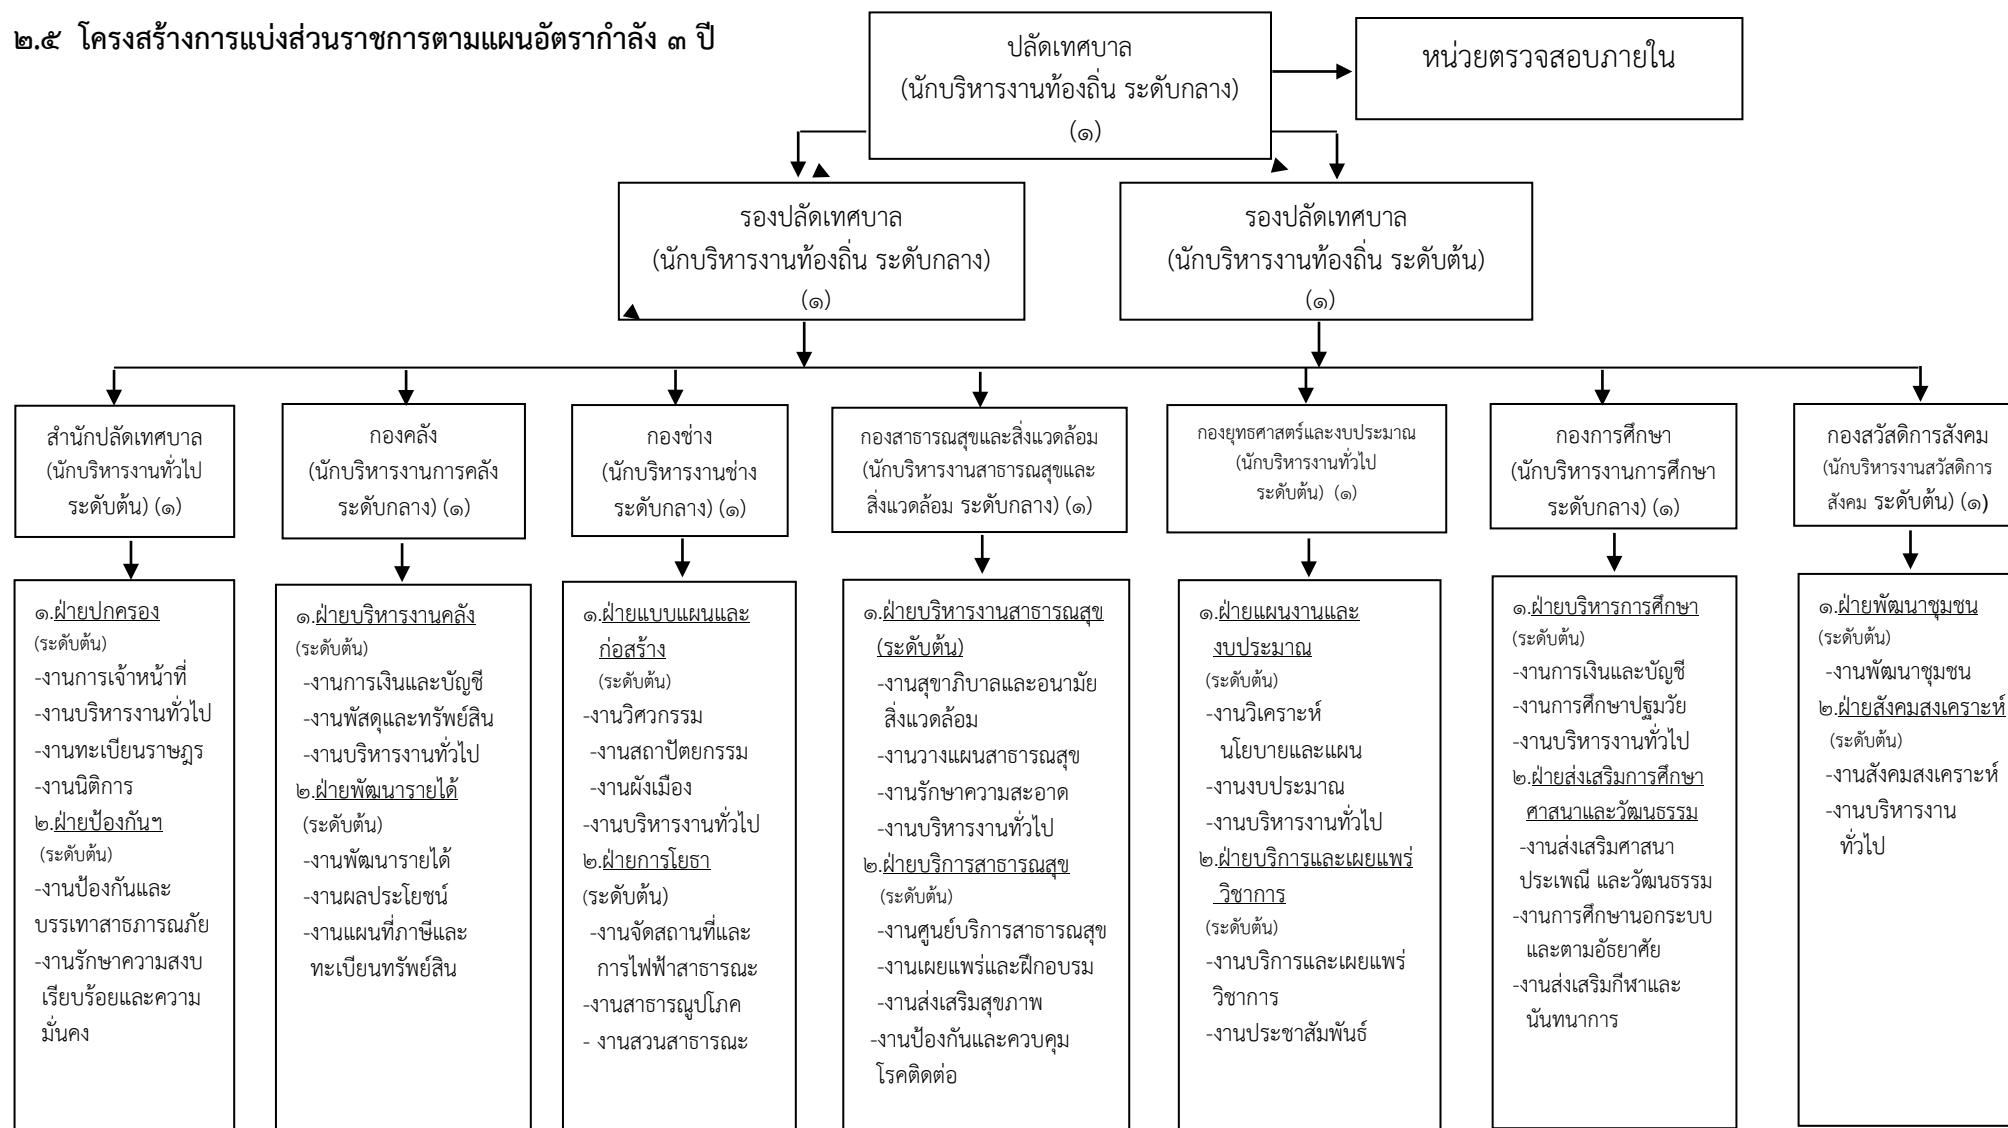 ๒.๕ โครงสร้างการแบ่งส่วนราชการตามแผนอัตรากำลัง ๓ ปี
ปลัดเทศบาล
(นักบริหารงานท้องถิ่น ระดับกลาง)
(๑)
หน่วยตรวจสอบภายใน
รองปลัดเทศบาล
(นักบริหารงานท้องถิ่น ระดับกลาง)
(๑)
รองปลัดเทศบาล
(นักบริหารงานท้องถิ่น ระดับต้น)
(๑)
สำนักปลัดเทศบาล
(นักบริหารงานทั่วไป
ระดับต้น) (๑)
กองคลัง
(นักบริหารงานการคลัง
ระดับกลาง) (๑)
กองช่าง
(นักบริหารงานช่าง
ระดับกลาง) (๑)
กองสาธารณสุขและสิ่งแวดล้อม
(นักบริหารงานสาธารณสุขและ
สิ่งแวดล้อม ระดับกลาง) (๑)
กองยุทธศาสตร์และงบประมาณ
(นักบริหารงานทั่วไป
ระดับต้น) (๑)
กองการศึกษา
(นักบริหารงานการศึกษา
ระดับกลาง) (๑)
กองสวัสดิการสังคม
(นักบริหารงานสวัสดิการ
สังคม ระดับต้น) (๑)
๑.ฝ่ายปกครอง
(ระดับต้น)
-งานการเจ้าหน้าที่
-งานบริหารงานทั่วไป
-งานทะเบียนราษฎร
-งานนิติการ
๒.ฝ่ายป้องกันฯ
(ระดับต้น)
-งานป้องกันและ
บรรเทาสาธภารณภัย
-งานรักษาความสงบ
เรียบร้อยและความ
มั่นคง
๑.ฝ่ายบริหารงานคลัง
(ระดับต้น)
-งานการเงินและบัญชี
-งานพัสดุและทรัพย์สิน
-งานบริหารงานทั่วไป
๒.ฝ่ายพัฒนารายได้
(ระดับต้น)
-งานพัฒนารายได้
-งานผลประโยชน์
-งานแผนที่ภาษีและ
ทะเบียนทรัพย์สิน
๑.ฝ่ายแบบแผนและ
ก่อสร้าง
(ระดับต้น)
-งานวิศวกรรม
-งานสถาปัตยกรรม
-งานผังเมือง
-งานบริหารงานทั่วไป
๒.ฝ่ายการโยธา
(ระดับต้น)
-งานจัดสถานที่และ
การไฟฟ้าสาธารณะ
-งานสาธารณูปโภค
- งานสวนสาธารณะ
๑.ฝ่ายบริหารงานสาธารณสุข
(ระดับต้น)
-งานสุขาภิบาลและอนามัย
สิ่งแวดล้อม
-งานวางแผนสาธารณสุข
-งานรักษาความสะอาด
-งานบริหารงานทั่วไป
๒.ฝ่ายบริการสาธารณสุข
(ระดับต้น)
-งานศูนย์บริการสาธารณสุข
-งานเผยแพร่และฝึกอบรม
-งานส่งเสริมสุขภาพ
-งานป้องกันและควบคุม
โรคติดต่อ
๑.ฝ่ายแผนงานและ
งบประมาณ
(ระดับต้น)
-งานวิเคราะห์
นโยบายและแผน
-งานงบประมาณ
-งานบริหารงานทั่วไป
๒.ฝ่ายบริการและเผยแพร่
วิชาการ
(ระดับต้น)
-งานบริการและเผยแพร่
วิชาการ
-งานประชาสัมพันธ์
๑.ฝ่ายบริหารการศึกษา
(ระดับต้น)
-งานการเงินและบัญชี
-งานการศึกษาปฐมวัย
-งานบริหารงานทั่วไป
๒.ฝ่ายส่งเสริมการศึกษา
ศาสนาและวัฒนธรรม
-งานส่งเสริมศาสนา
ประเพณี และวัฒนธรรม
-งานการศึกษานอกระบบ
และตามอัธยาศัย
-งานส่งเสริมกีฬาและ
นันทนาการ
๑.ฝ่ายพัฒนาชุมชน
(ระดับต้น)
-งานพัฒนาชุมชน
๒.ฝ่ายสังคมสงเคราะห์
(ระดับต้น)
-งานสังคมสงเคราะห์
-งานบริหารงาน
ทั่วไป